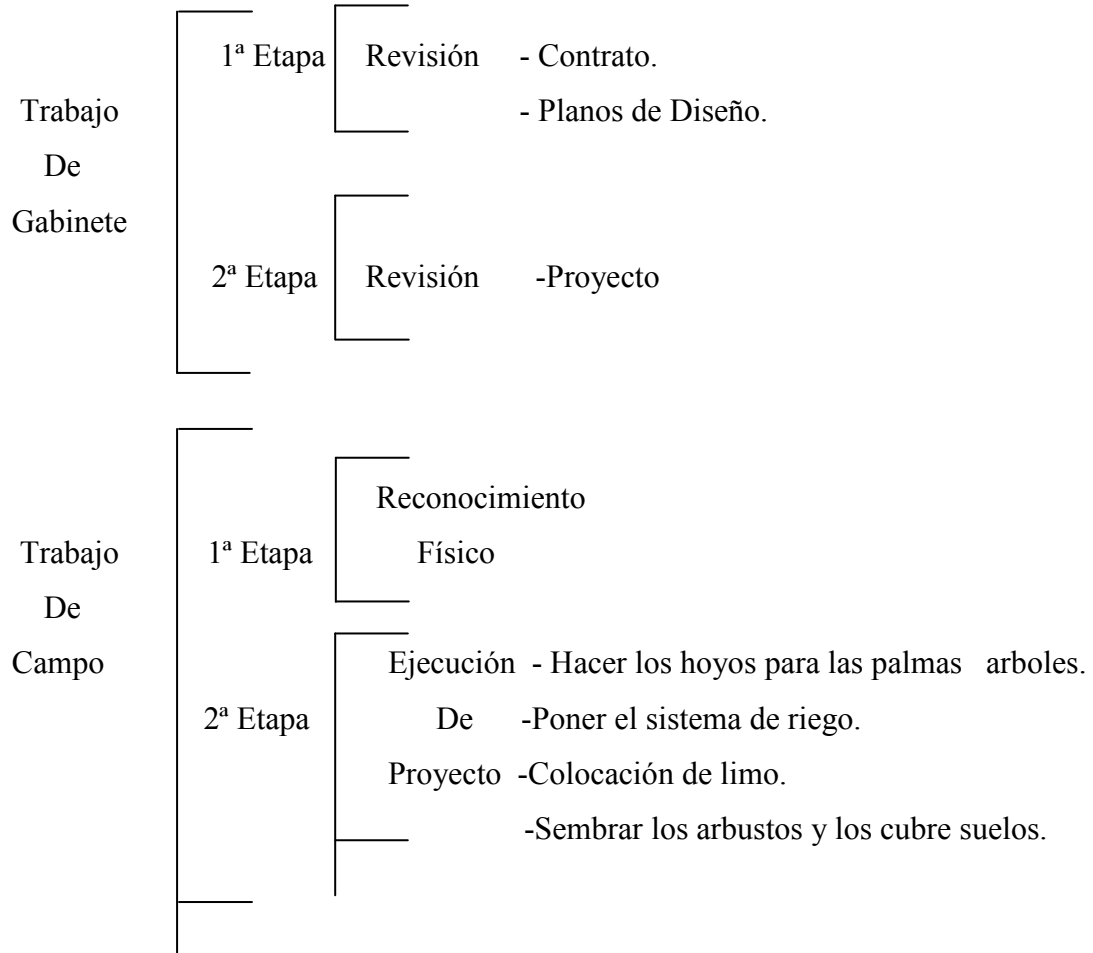 1ª Etapa Revisión - Contrato.
Trabajo - Planos de Diseño.
De
Gabinete
2ª Etapa Revisión -Proyecto
Reconocimiento
Trabajo 1ª Etapa Físico
De
Campo Ejecución - Hacer los hoyos para las palmas arboles.
2ª Etapa De -Poner el sistema de riego.
Proyecto -Colocación de limo.
-Sembrar los arbustos y los cubre suelos.